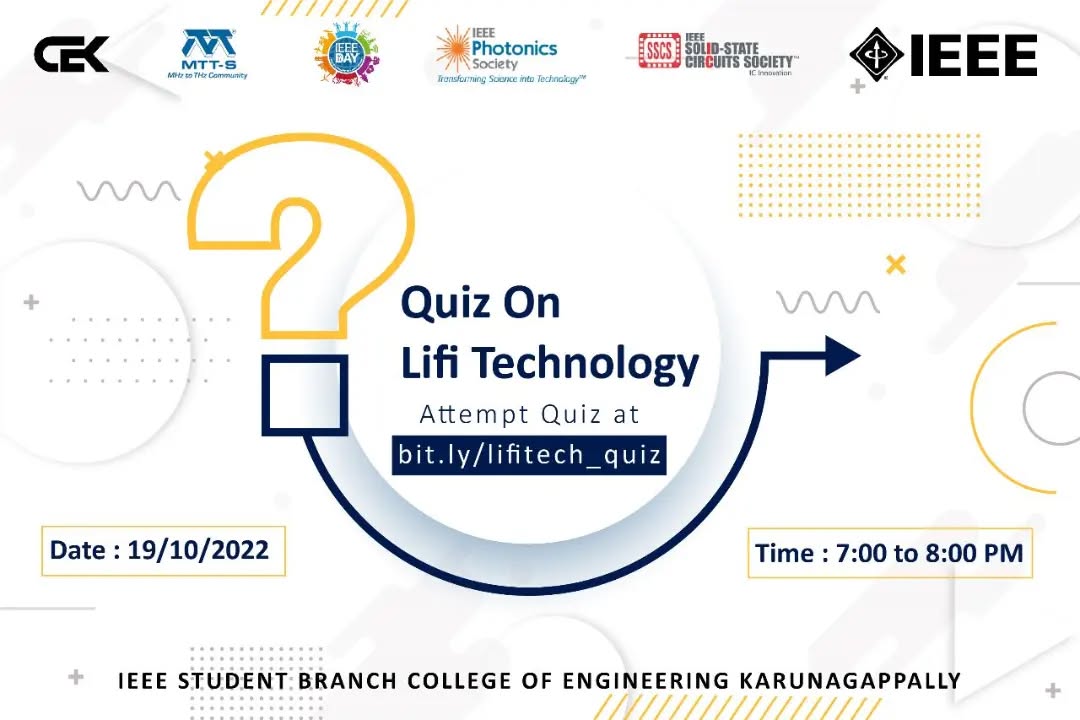 CEK
MTT-S
MHz to THz Community
IEEE
DAY
IEEE
Photonics
Society
Transforming Science into Technology™
SSCS
IEEE
SOLID-STATE
CIRCUITS SOCIETY™
IC Innovation
IEEE
Quiz On
Lifi Technology
Attempt Quiz at
bit.ly/lifitech_quiz
Date : 19/10/2022
Time : 7:00 to 8:00 PM
IEEE STUDENT BRANCH COLLEGE OF ENGINEERING KARUNAGAPPALLY